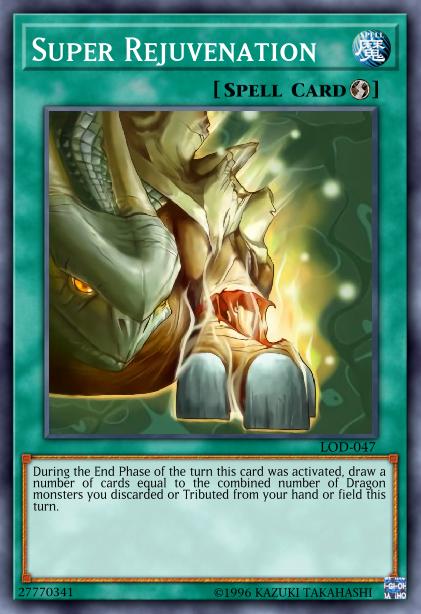 SUPER REJUVENATION
SPELL
魔
[SPELL CARD]
LOD-047
During the End Phase of the turn this card was activated, draw a
number of cards equal to the combined number of Dragon
monsters you discarded or Tributed from your hand or field this
turn.
27770341
©1996 KAZUKI TAKAHASHI